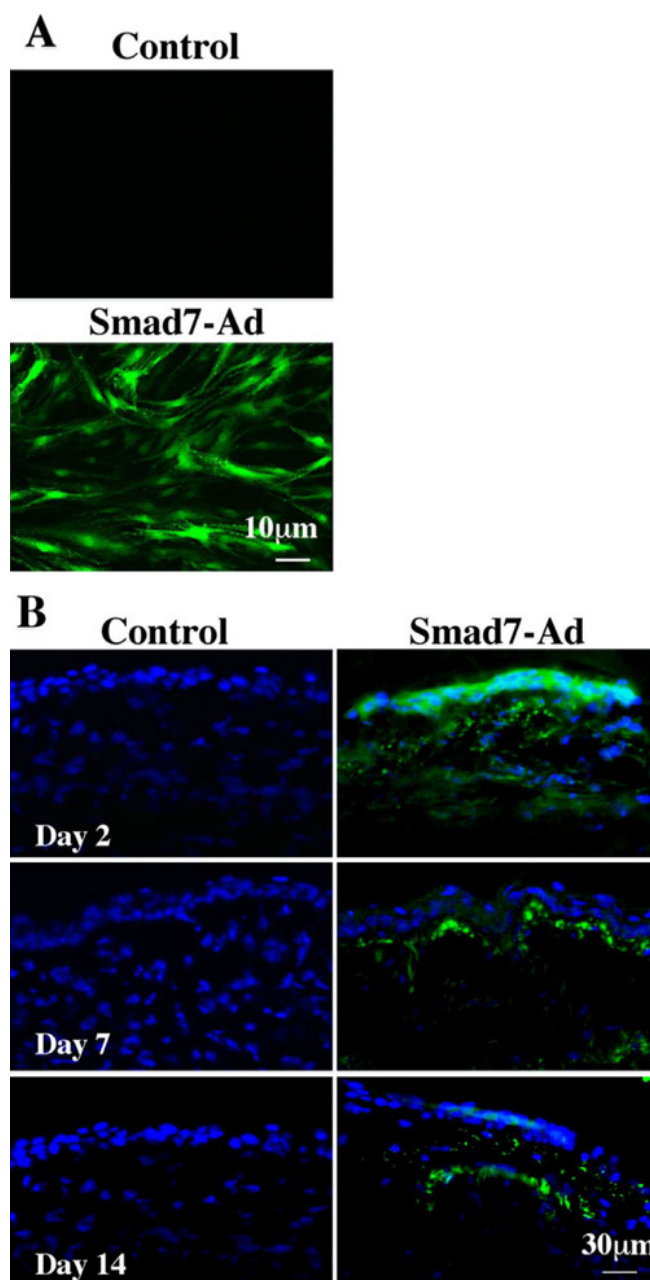 A
Control
Smad7-Ad
10μm
B
Control Smad7-Ad
Day 2
Day 7
Day 14
30μm